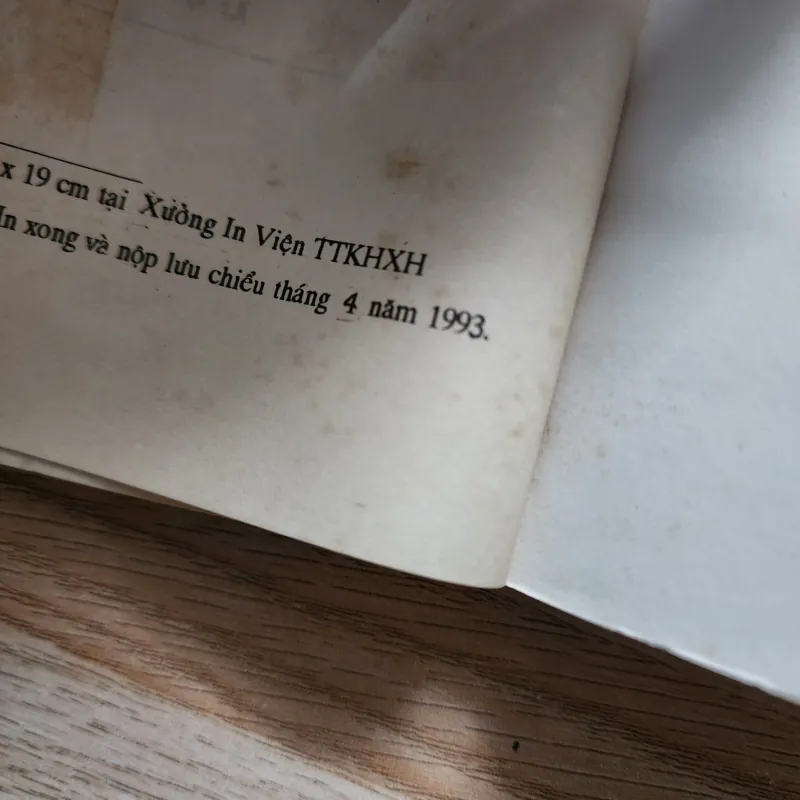 x 19 cm tại Xưởng In Viện TTKHXH
In xong và nộp lưu chiểu tháng 4 năm 1993.